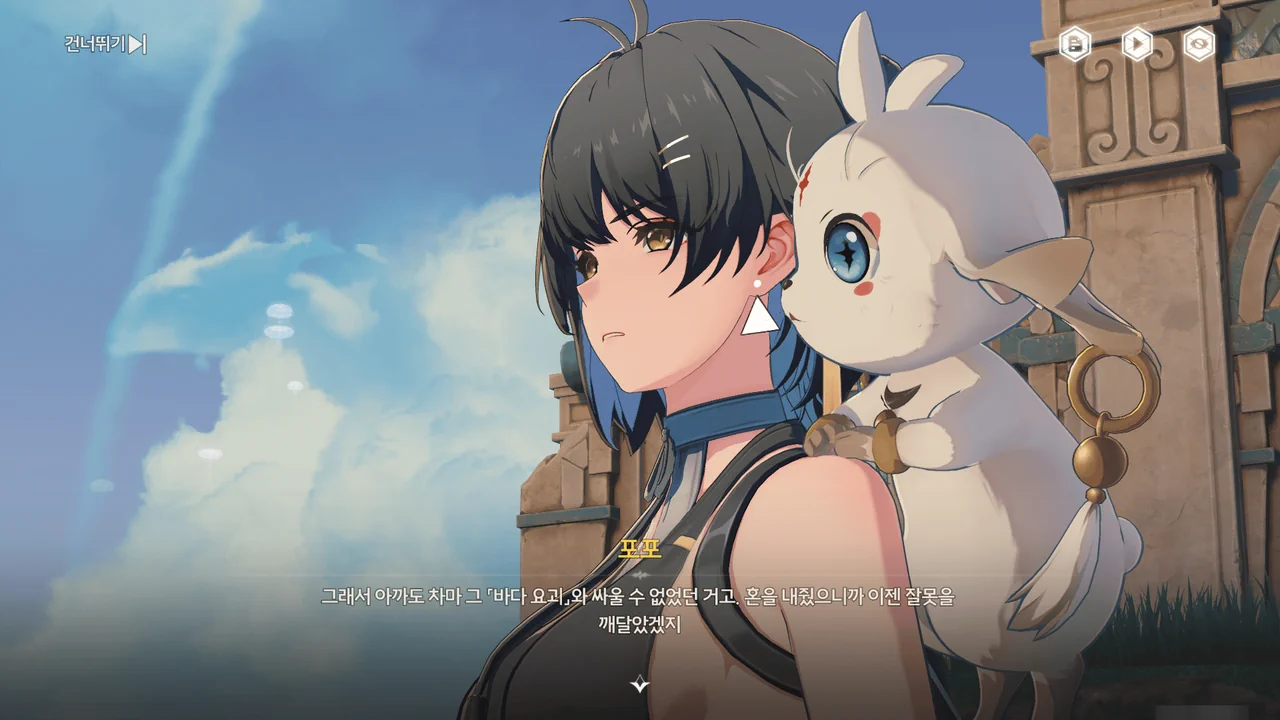 건너뛰기
포포
그래서 아까도 차마 그 「바다 요괴」와 싸울 수 없었던 거고. 혼을 내줬으니까 이젠 잘못을
깨달았겠지